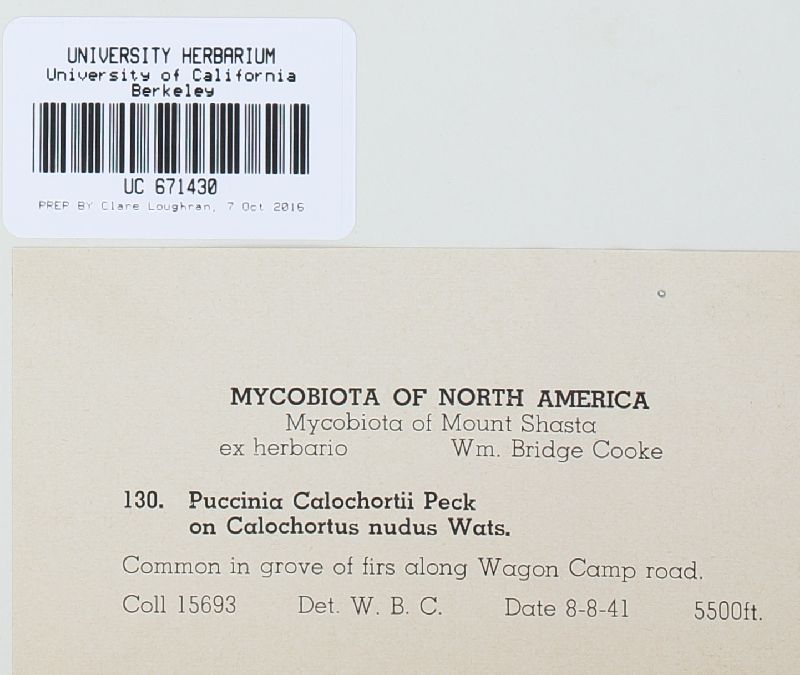 UNIVERSITY HERBARIUM
University of California
Berkeley
UC 671430
PREP BY Clare Loughran, 7 Oct 2016
MYCOBIOTA OF NORTH AMERICA
Mycobiota of Mount Shasta
ex herbario Wm. Bridge Cooke
130. Puccinia Calochortii Peck
on Calochortus nudus Wats.
Common in grove of firs along Wagon Camp road.
Coll 15693 Det. W. B. C. Date 8-8-41 5500ft.